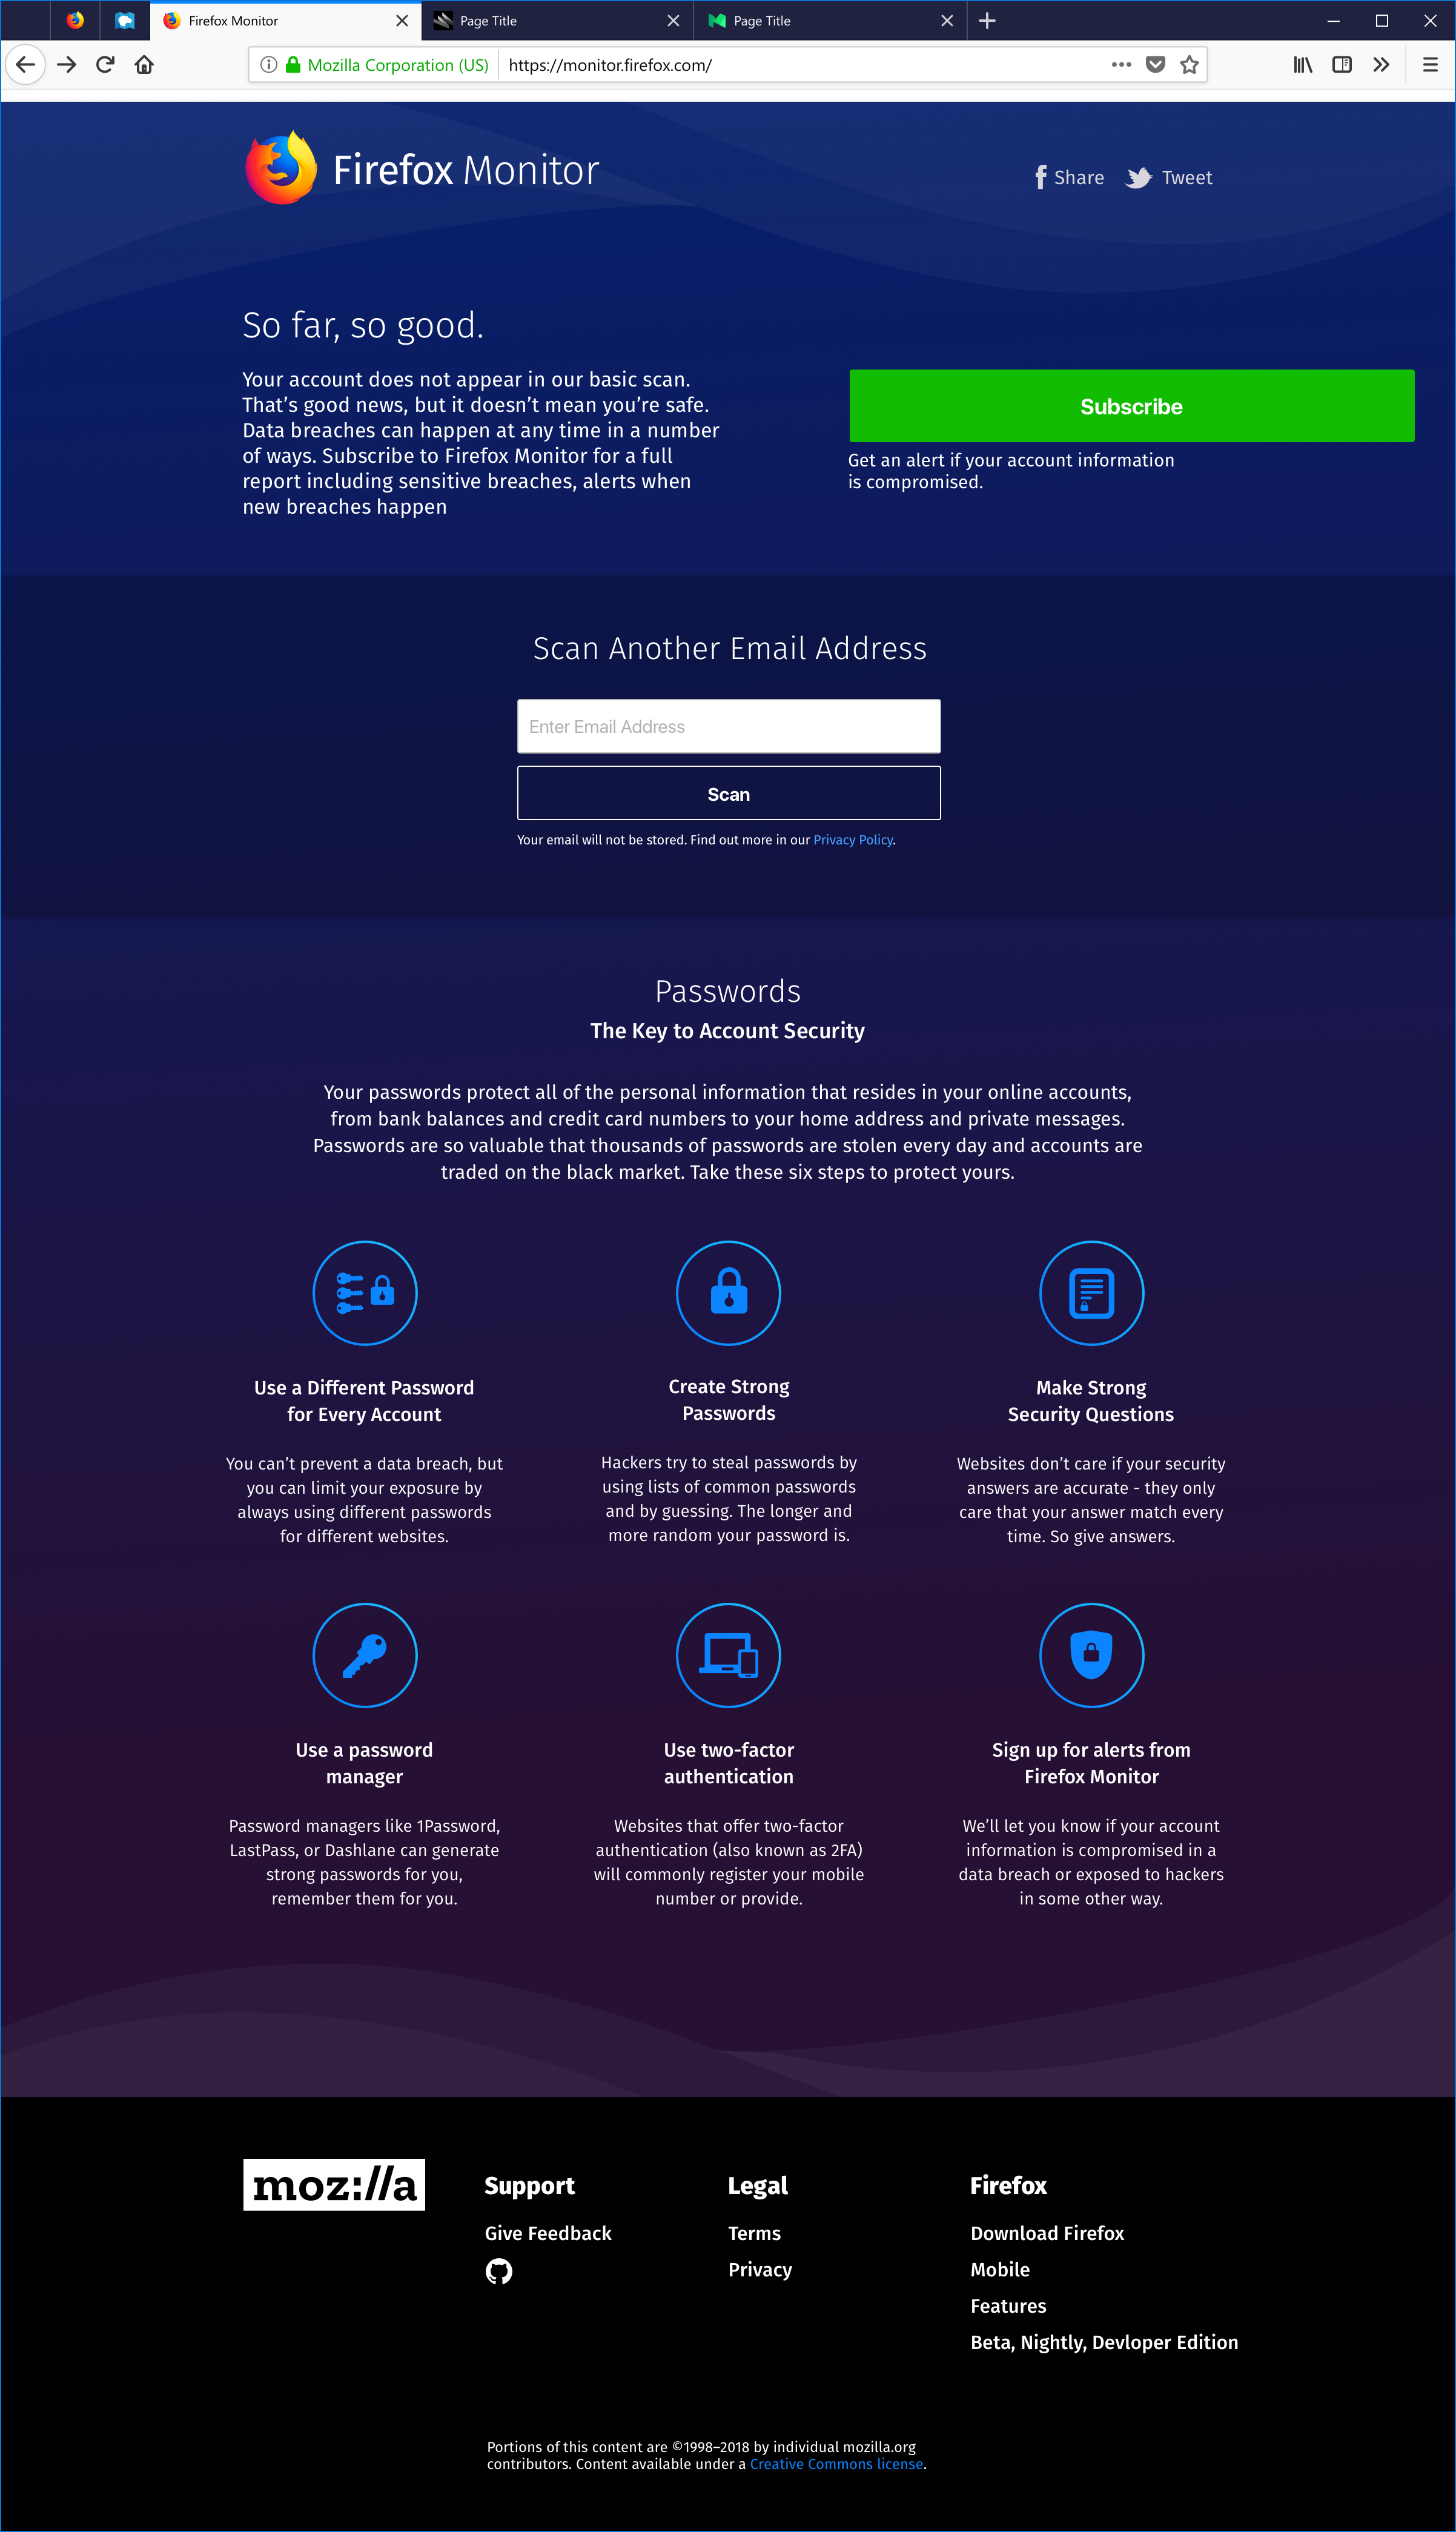 Firefox Monitor
Page Title
Page Title
Mozilla Corporation (US)
https://monitor.firefox.com/
Firefox Monitor
Share
Tweet
So far, so good.
Your account does not appear in our basic scan.
That’s good news, but it doesn’t mean you’re safe.
Data breaches can happen at any time in a number
of ways. Subscribe to Firefox Monitor for a full
report including sensitive breaches, alerts when
new breaches happen
Subscribe
Get an alert if your account information
is compromised.
Scan Another Email Address
Enter Email Address
Scan
Your email will not be stored. Find out more in our Privacy Policy.
Passwords
The Key to Account Security
Your passwords protect all of the personal information that resides in your online accounts,
from bank balances and credit card numbers to your home address and private messages.
Passwords are so valuable that thousands of passwords are stolen every day and accounts are
traded on the black market. Take these six steps to protect yours.
Use a Different Password
for Every Account
You can’t prevent a data breach, but
you can limit your exposure by
always using different passwords
for different websites.
Create Strong
Passwords
Hackers try to steal passwords by
using lists of common passwords
and by guessing. The longer and
more random your password is.
Make Strong
Security Questions
Websites don’t care if your security
answers are accurate - they only
care that your answer match every
time. So give answers.
Use a password
manager
Password managers like 1Password,
LastPass, or Dashlane can generate
strong passwords for you,
remember them for you.
Use two-factor
authentication
Websites that offer two-factor
authentication (also known as 2FA)
will commonly register your mobile
number or provide.
Sign up for alerts from
Firefox Monitor
We’ll let you know if your account
information is compromised in a
data breach or exposed to hackers
in some other way.
moz://a
Support
Give Feedback
Legal
Terms
Privacy
Firefox
Download Firefox
Mobile
Features
Beta, Nightly, Devloper Edition
Portions of this content are ©1998–2018 by individual mozilla.org
contributors. Content available under a Creative Commons license.